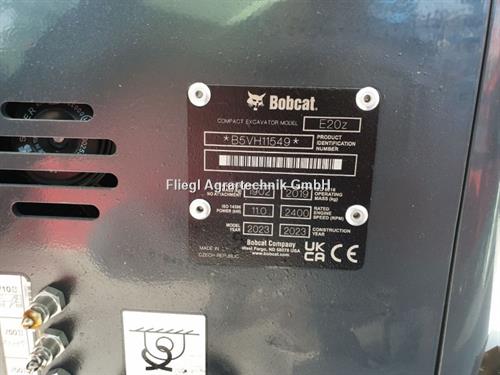 Bobcat.
COMPACT EXCAVATOR MODEL E20z
*B5VH11549* PRODUCT IDENTIFICATION NUMBER
Fliegl Agrartechnik GmbH
NO ATTACHMENT 1902 2019 OPERATING MASS (kg)
ISO 14396 POWER (kW) 11.0 2400 RATED ENGINE SPEED (RPM)
MODEL YEAR 2023 2023 CONSTRUCTION YEAR
MADE IN CZECH REPUBLIC
Bobcat Company
West Fargo, ND 58078 USA
www.bobcat.com
UK CA CE